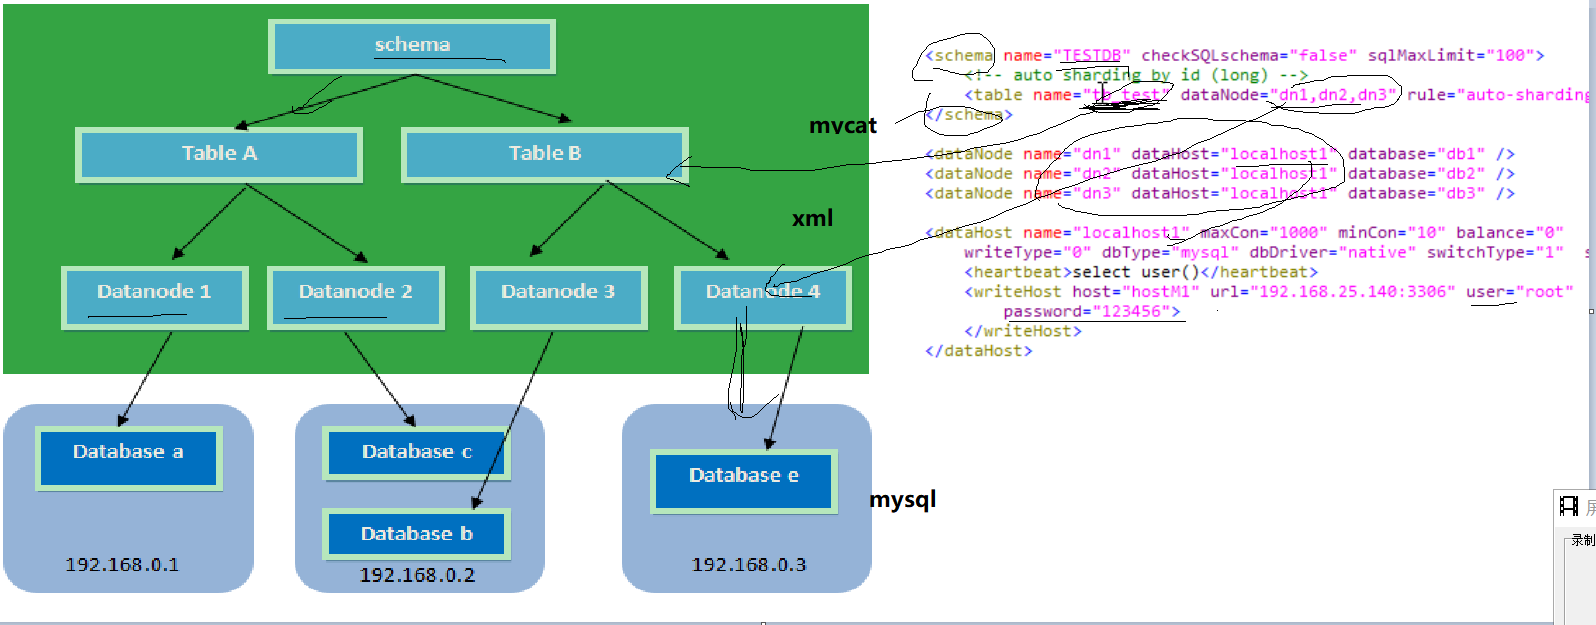 schema
Table A
Table B
Datanode 1
Datanode 2
Datanode 3
Datanode 4
Database a
Database c
Database b
Database e
192.168.0.1
192.168.0.2
192.168.0.3
mycat
xml
mysql
<schema name="TESTDB" checkSQLschema="false" sqlMaxLimit="100">
<!-- auto sharding by id (long) -->
<table name="tb_test" dataNode="dn1,dn2,dn3" rule="auto-sharding
</schema>
<dataNode name="dn1" dataHost="localhost1" database="db1" />
<dataNode name="dn2" dataHost="localhost1" database="db2" />
<dataNode name="dn3" dataHost="localhost1" database="db3" />
<dataHost name="localhost1" maxCon="1000" minCon="10" balance="0"
writeType="0" dbType="mysql" dbDriver="native" switchType="1" s
<heartbeat>select user()</heartbeat>
<writeHost host="hostM1" url="192.168.25.140:3306" user="root"
password="123456">
</writeHost>
</dataHost>
屏
录制